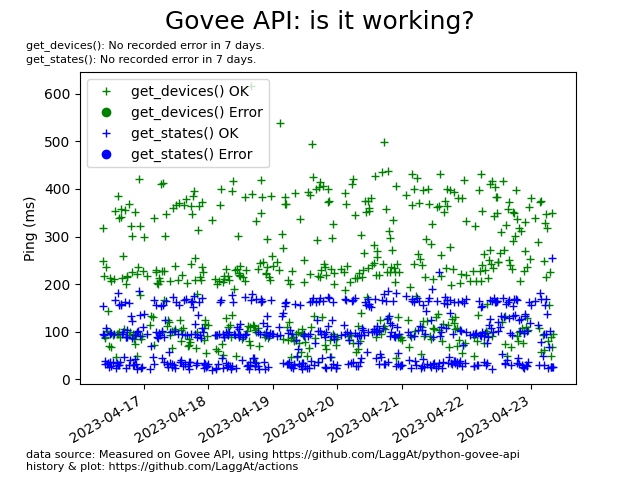 Govee API: is it working?
get_devices(): No recorded error in 7 days.
get_states(): No recorded error in 7 days.
get_devices() OK
get_devices() Error
get_states() OK
get_states() Error
Ping (ms)
600
500
400
300
200
100
0
2023-04-17
2023-04-18
2023-04-19
2023-04-20
2023-04-21
2023-04-22
2023-04-23
data source: Measured on Govee API, using https://github.com/LaggAt/python-govee-api
history & plot: https://github.com/LaggAt/actions